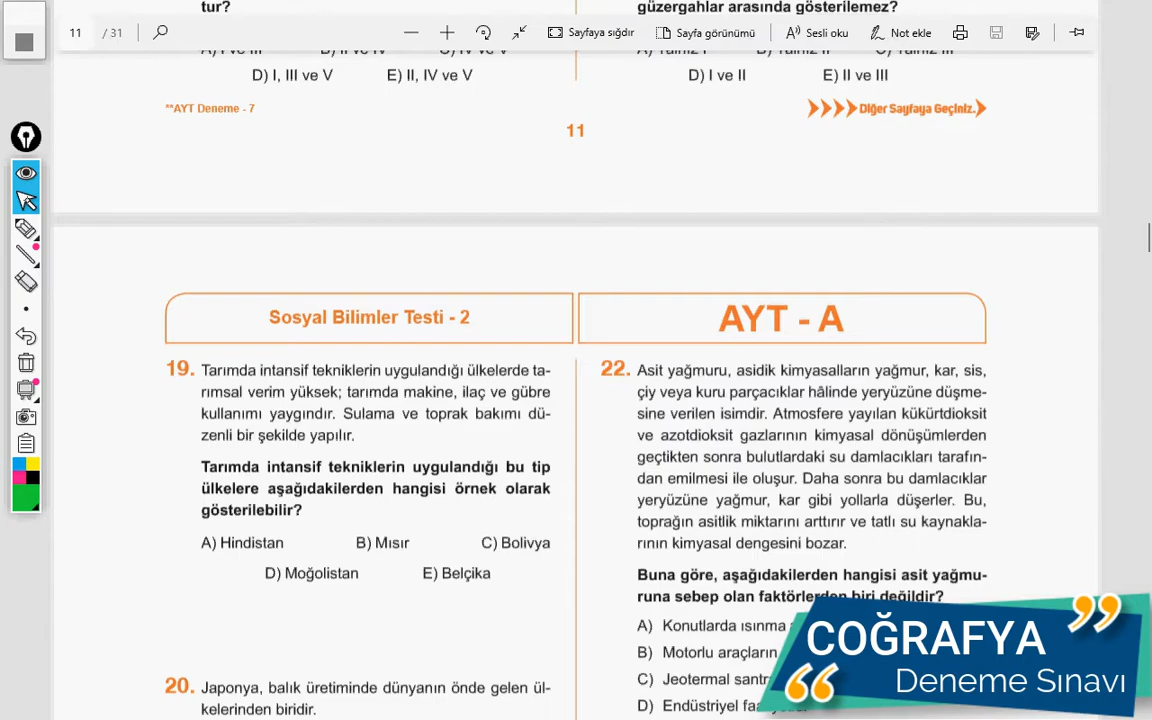 tur?
güzergahlar arasında gösterilemez?
11 / 31
Sayfaya sığdır
Sayfa görünümü
Sesli oku
Not ekle
D) I, III ve V E) II, IV ve V
D) I ve II E) II ve III
**AYT Deneme - 7
Diğer Sayfaya Geçiniz.
11
Sosyal Bilimler Testi - 2
AYT - A
19. Tarımda intansif tekniklerin uygulandığı ülkelerde ta-
rımsal verim yüksek; tarımda makine, ilaç ve gübre
kullanımı yaygındır. Sulama ve toprak bakımı dü-
zenli bir şekilde yapılır.
Tarımda intansif tekniklerin uygulandığı bu tip
ülkelere aşağıdakilerden hangisi örnek olarak
gösterilebilir?
A) Hindistan B) Mısır C) Bolivya
D) Moğolistan E) Belçika
20. Japonya, balık üretiminde dünyanın önde gelen ül-
kelerinden biridir.
22. Asit yağmuru, asidik kimyasalların yağmur, kar, sis,
çiy veya kuru parçacıklar hâlinde yeryüzüne düşme-
sine verilen isimdir. Atmosfere yayılan kükürtdioksit
ve azotdioksit gazlarının kimyasal dönüşümlerden
geçtikten sonra bulutlardaki su damlacıkları tarafın-
dan emilmesi ile oluşur. Daha sonra bu damlacıklar
yeryüzüne yağmur, kar gibi yollarla düşerler. Bu,
toprağın asitlik miktarını arttırır ve tatlı su kaynakla-
rının kimyasal dengesini bozar.
Buna göre, aşağıdakilerden hangisi asit yağmu-
runa sebep olan faktörlerden biri değildir?
A) Konutlarda ısınma
B) Motorlu araçların
C) Jeotermal
D) Endüstriyel
COĞRAFYA
Deneme Sınavı